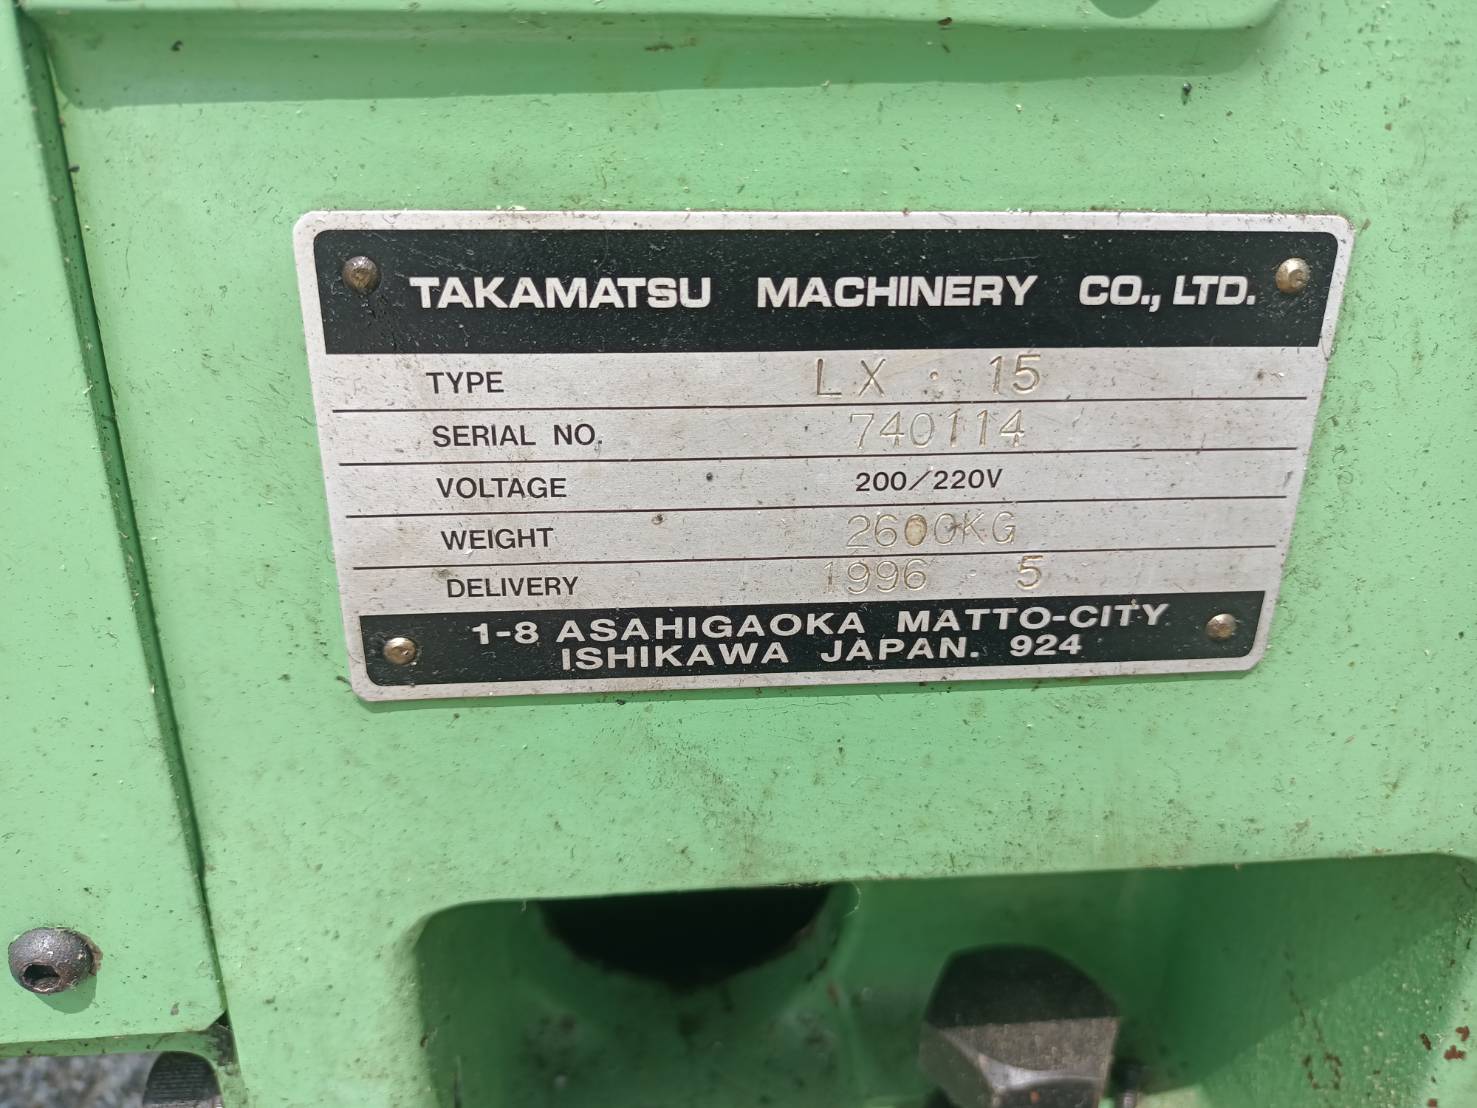 TAKAMATSU MACHINERY CO., LTD.
TYPE LX · 15
SERIAL NO. 740114
VOLTAGE 200/220V
WEIGHT 2600KG
DELIVERY 1996 5
1-8 ASAHIGAOKA MATTO-CITY
ISHIKAWA JAPAN. 924